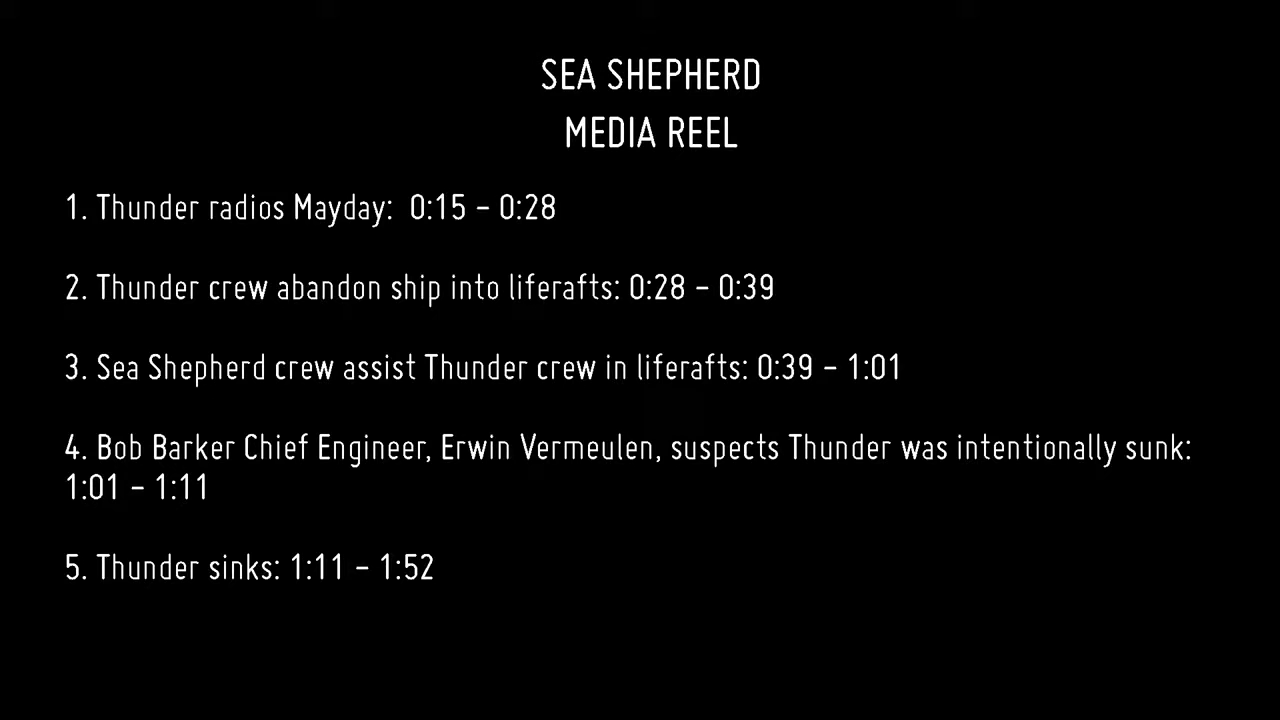 SEA SHEPHERD
MEDIA REEL
1. Thunder radios Mayday:  0:15 – 0:28
2. Thunder crew abandon ship into liferafts: 0:28 – 0:39
3. Sea Shepherd crew assist Thunder crew in liferafts: 0:39 – 1:01
4. Bob Barker Chief Engineer, Erwin Vermeulen, suspects Thunder was intentionally sunk:
1:01 – 1:11
5. Thunder sinks: 1:11 – 1:52